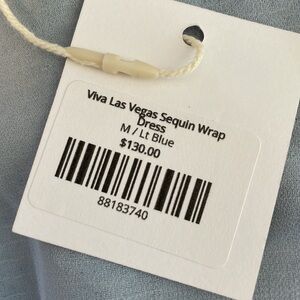 Viva Las Vegas Sequin Wrap
Dress
M / Lt Blue
$130.00
88183740